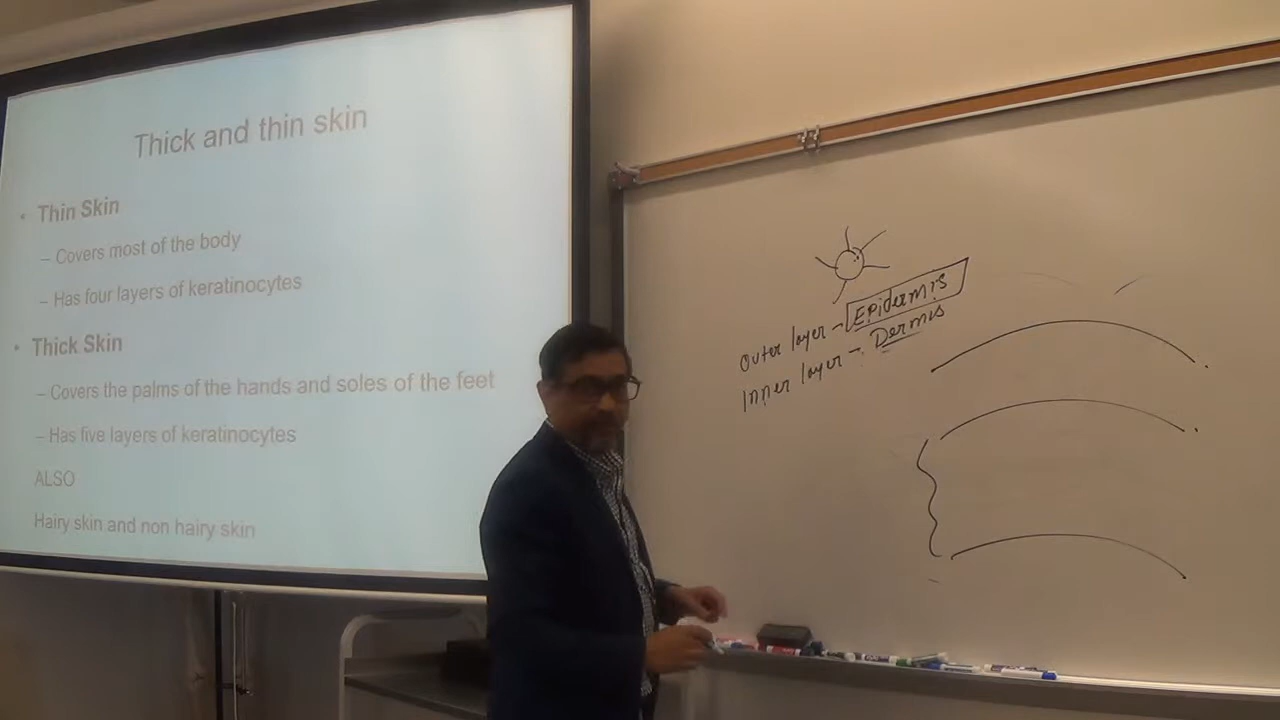 Thick and thin skin
• Thin Skin
– Covers most of the body
– Has four layers of keratinocytes
• Thick Skin
– Covers the palms of the hands and soles of the feet
– Has five layers of keratinocytes
ALSO
Hairy skin and non hairy skin
Outer layer → Epidermis
Inner layer → Dermis